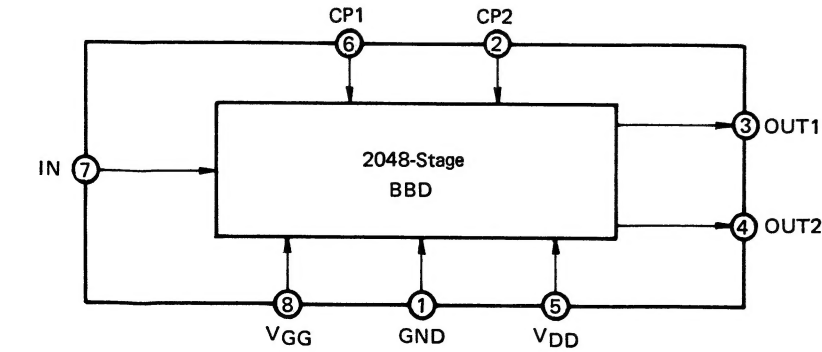 CP1 CP2
6 2
3 OUT1
2048-Stage
IN 7
BBD
4 OUT2
8 1 5
VGG GND VDD